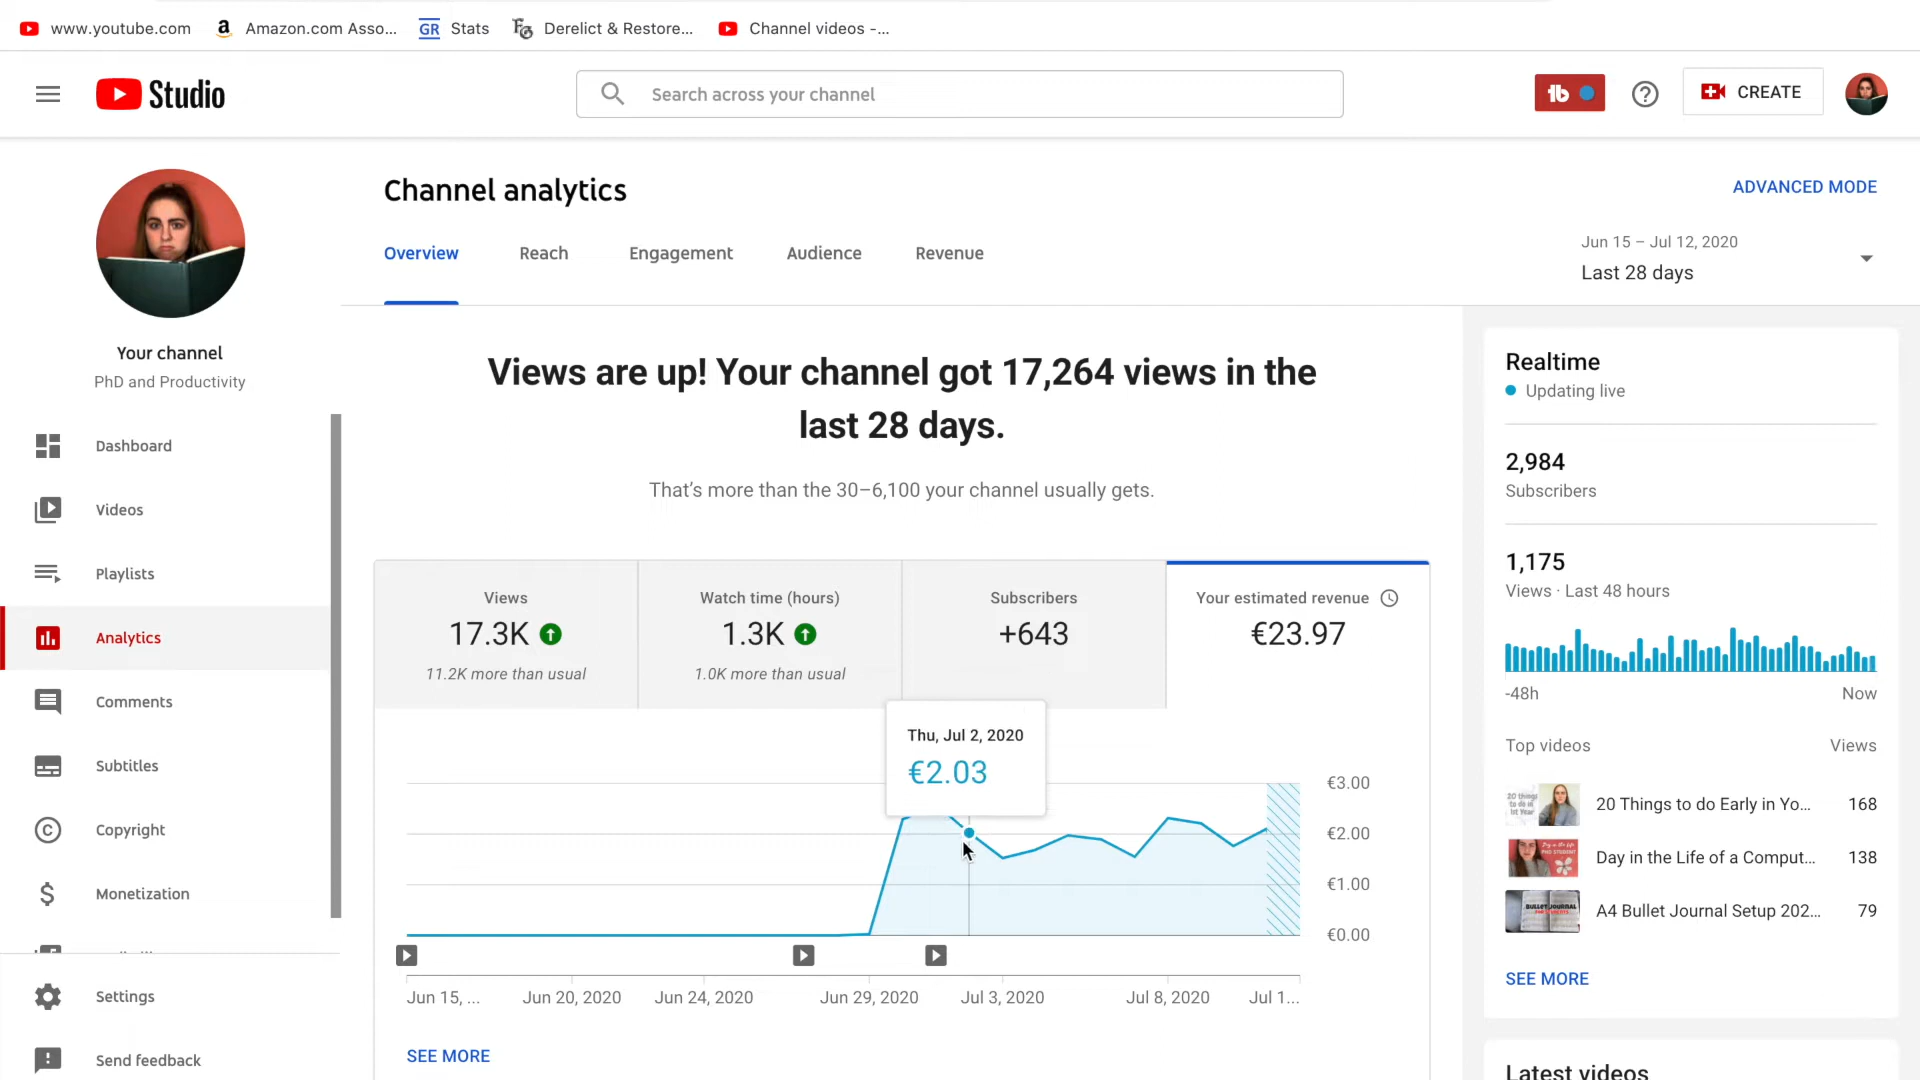 www.youtube.com
a Amazon.com Asso...
GR Stats
Derelict & Restore...
Channel videos -...
Studio
Search across your channel
CREATE
Your channel
PhD and Productivity
Dashboard
Videos
Playlists
Analytics
Comments
Subtitles
Copyright
Monetization
Settings
Send feedback
Channel analytics
ADVANCED MODE
Overview
Reach
Engagement
Audience
Revenue
Jun 15 – Jul 12, 2020
Last 28 days
Views are up! Your channel got 17,264 views in the
last 28 days.
That's more than the 30–6,100 your channel usually gets.
Views
17.3K
11.2K more than usual
Watch time (hours)
1.3K
1.0K more than usual
Subscribers
+643
Your estimated revenue
€23.97
Thu, Jul 2, 2020
€2.03
€3.00
€2.00
€1.00
€0.00
Jun 15, ...
Jun 20, 2020
Jun 24, 2020
Jun 29, 2020
Jul 3, 2020
Jul 8, 2020
Jul 1...
SEE MORE
Realtime
Updating live
2,984
Subscribers
1,175
Views · Last 48 hours
-48h
Now
Top videos
Views
20 Things to do Early in Yo...
168
Day in the Life of a Comput...
138
A4 Bullet Journal Setup 202...
79
SEE MORE
Latest videos